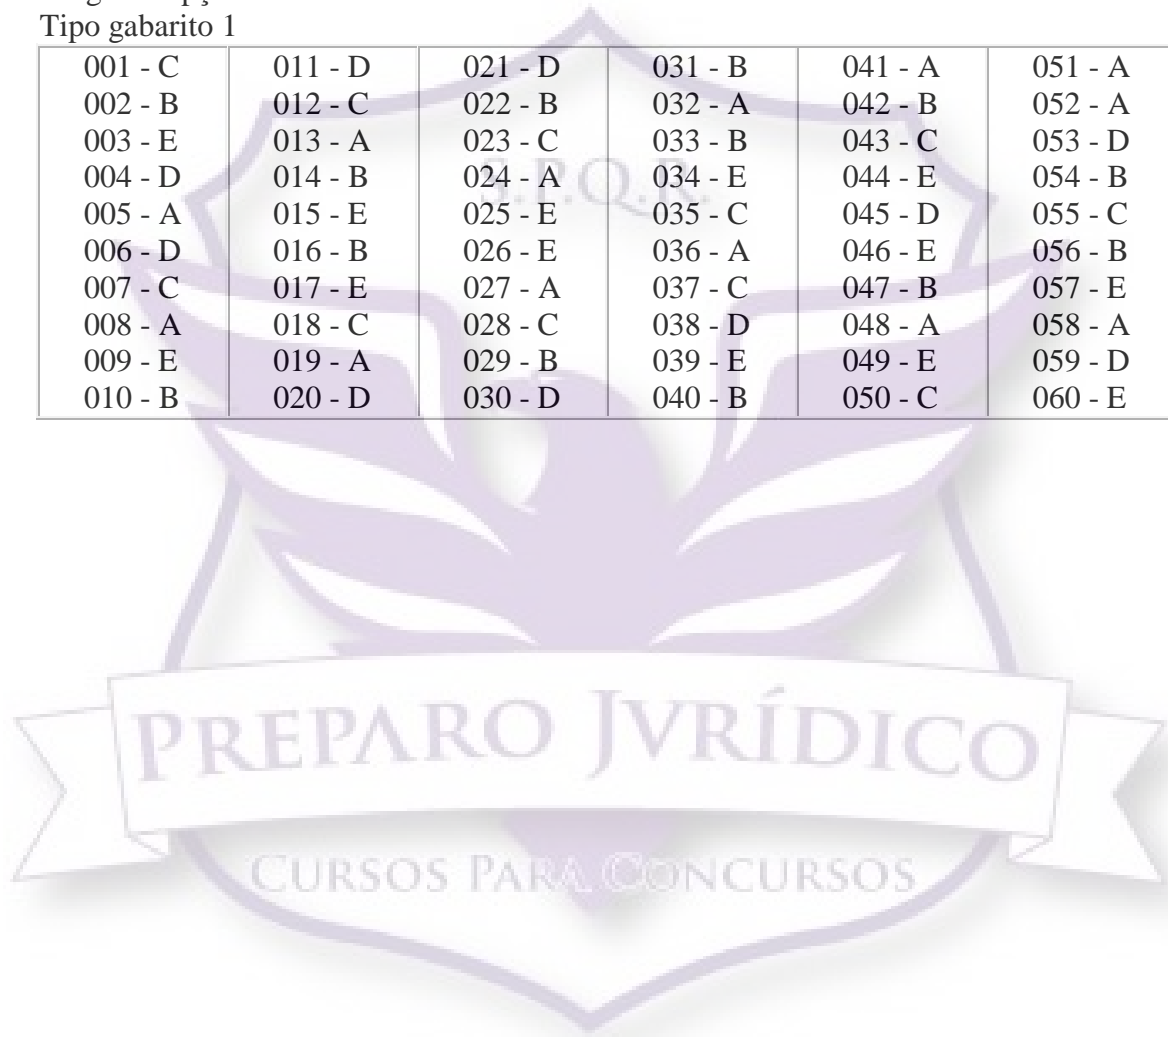 Tipo gabarito 1
001 - C 011 - D 021 - D 031 - B 041 - A 051 - A
002 - B 012 - C 022 - B 032 - A 042 - B 052 - A
003 - E 013 - A 023 - C 033 - B 043 - C 053 - D
004 - D 014 - B 024 - A 034 - E 044 - E 054 - B
005 - A 015 - E 025 - E 035 - C 045 - D 055 - C
006 - D 016 - B 026 - E 036 - A 046 - E 056 - B
007 - C 017 - E 027 - A 037 - C 047 - B 057 - E
008 - A 018 - C 028 - C 038 - D 048 - A 058 - A
009 - E 019 - A 029 - B 039 - E 049 - E 059 - D
010 - B 020 - D 030 - D 040 - B 050 - C 060 - E
S.P.Q.R.
PREPARO JVRÍDICO
CURSOS PARA CONCURSOS